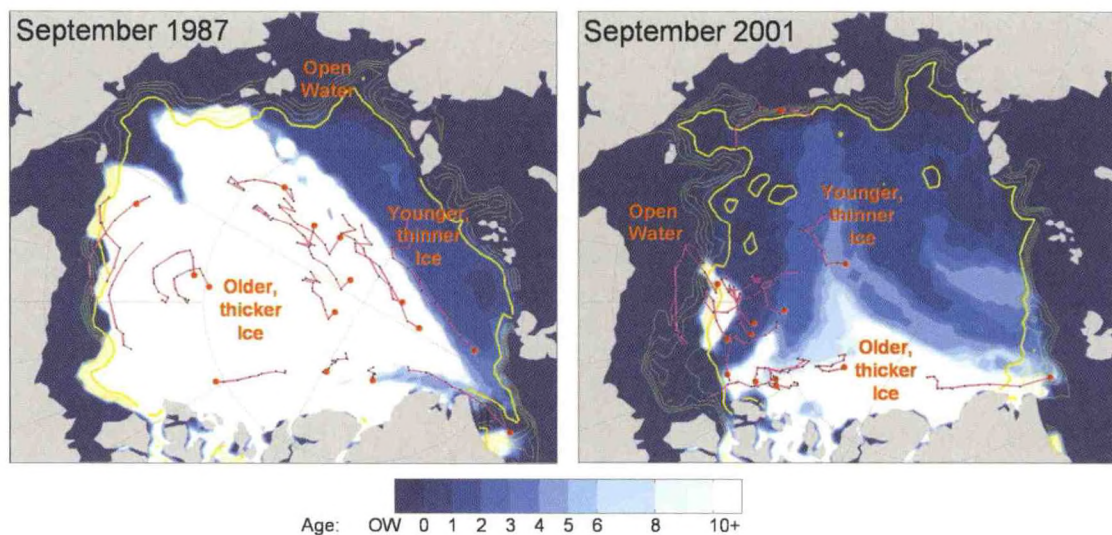 September 1987
Open
Water
Younger,
thinner
Ice
Older,
thicker
Ice
September 2001
Open
Water
Younger,
thinner
Ice
Older,
thicker
Ice
Age: OW 0 1 2 3 4 5 6 8 10+